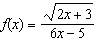 f(x) = √(2x + 3) / (6x − 5)